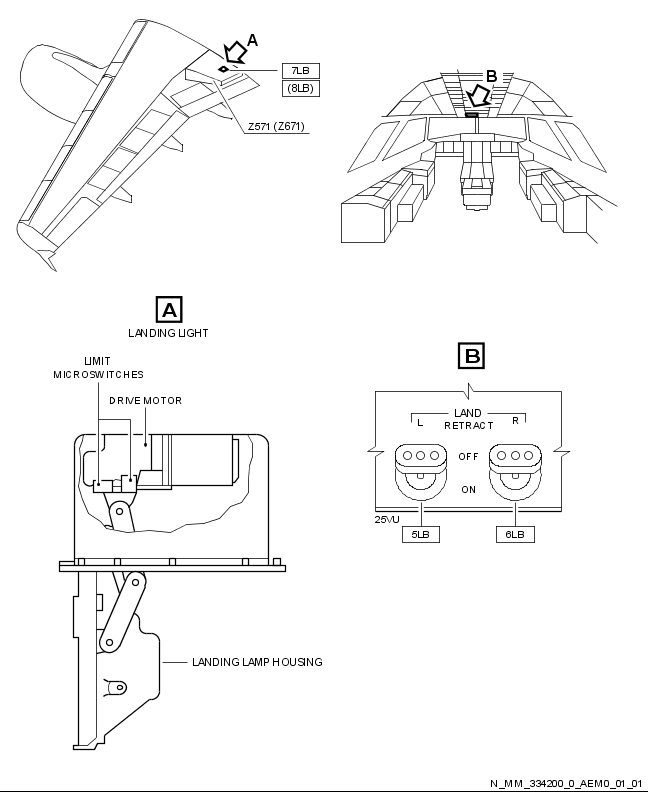 A
7LB
(8LB)
Z571 (Z671)
B
A
LANDING LIGHT
LIMIT
MICROSWITCHES
DRIVE MOTOR
LANDING LAMP HOUSING
B
LAND
L
RETRACT
R
OFF
ON
25VU
5LB
6LB
N_MM_334200_0_AEM0_01_01